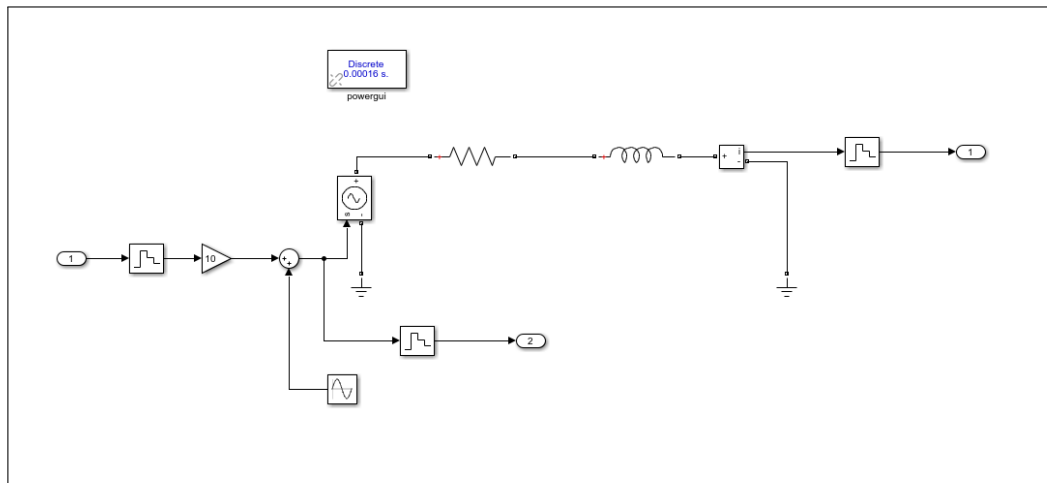 Discrete
0.00016 s.
powergui
+
i
-
1
+
s
-
1
10
+
+
2